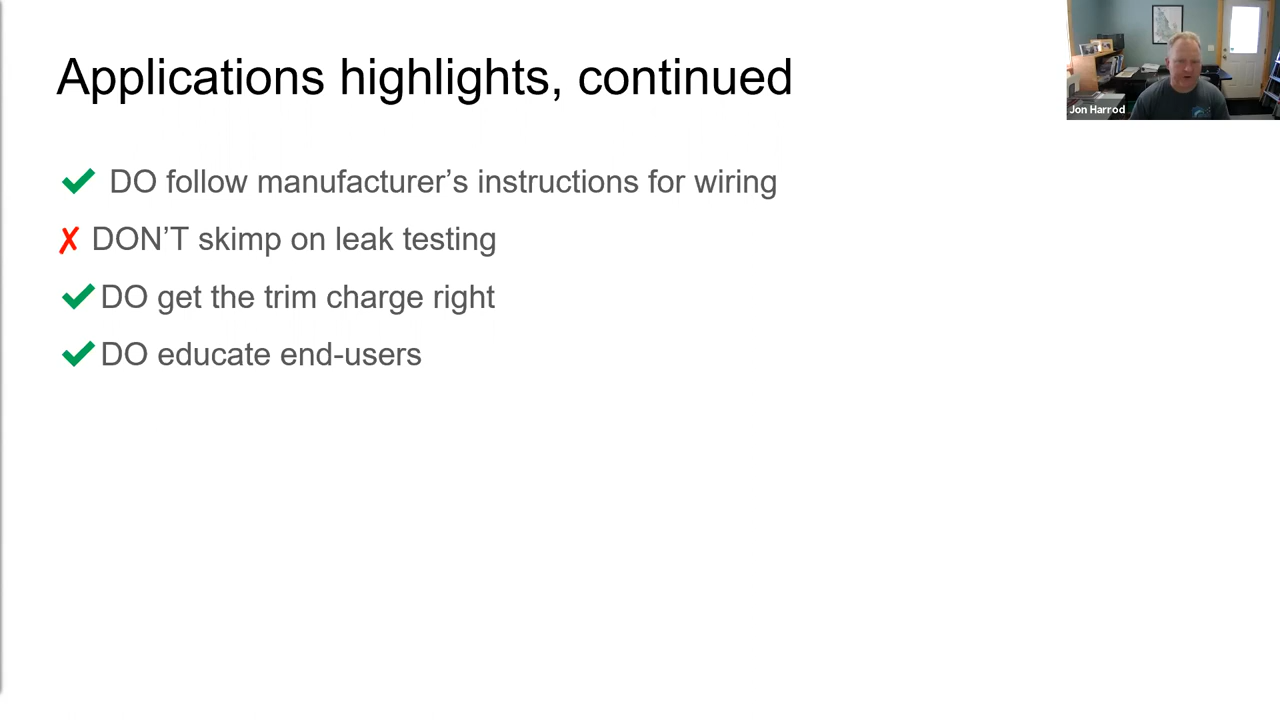 Applications highlights, continued
Jon Harrod
✔ DO follow manufacturer’s instructions for wiring
✗ DON’T skimp on leak testing
✔ DO get the trim charge right
✔ DO educate end-users